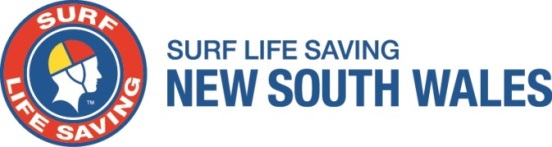 SURF
LIFE SAVING
TM
SURF LIFE SAVING
NEW SOUTH WALES